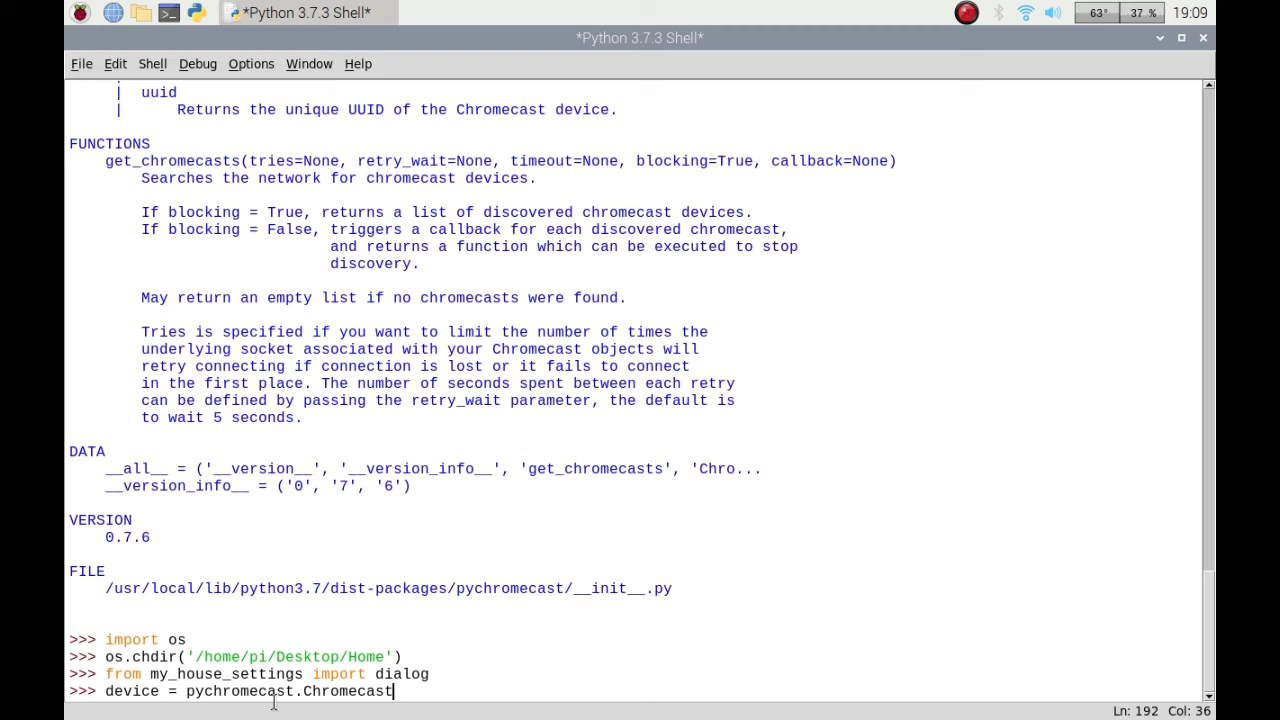 *Python 3.7.3 Shell*
63° 37 % 19:09
*Python 3.7.3 Shell*
File Edit Shell Debug Options Window Help
| uuid
| Returns the unique UUID of the Chromecast device.
FUNCTIONS
get_chromecasts(tries=None, retry_wait=None, timeout=None, blocking=True, callback=None)
Searches the network for chromecast devices.
If blocking = True, returns a list of discovered chromecast devices.
If blocking = False, triggers a callback for each discovered chromecast,
and returns a function which can be executed to stop
discovery.
May return an empty list if no chromecasts were found.
Tries is specified if you want to limit the number of times the
underlying socket associated with your Chromecast objects will
retry connecting if connection is lost or it fails to connect
in the first place. The number of seconds spent between each retry
can be defined by passing the retry_wait parameter, the default is
to wait 5 seconds.
DATA
__all__ = ('__version__', '__version_info__', 'get_chromecasts', 'Chro...
__version_info__ = ('0', '7', '6')
VERSION
0.7.6
FILE
/usr/local/lib/python3.7/dist-packages/pychromecast/__init__.py
>>> import os
>>> os.chdir('/home/pi/Desktop/Home')
>>> from my_house_settings import dialog
>>> device = pychromecast.Chromecast
Ln: 192 Col: 36